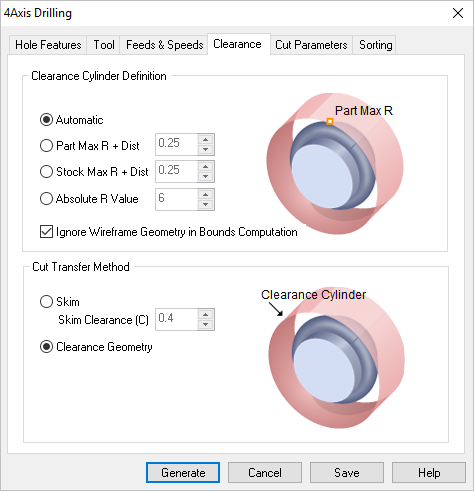 4Axis Drilling
Hole Features Tool Feeds & Speeds Clearance Cut Parameters Sorting
Clearance Cylinder Definition
Automatic
Part Max R + Dist 0.25
Stock Max R + Dist 0.25
Absolute R Value 6
Ignore Wireframe Geometry in Bounds Computation
Part Max R
Cut Transfer Method
Skim
Skim Clearance (C) 0.4
Clearance Geometry
Clearance Cylinder
Generate Cancel Save Help